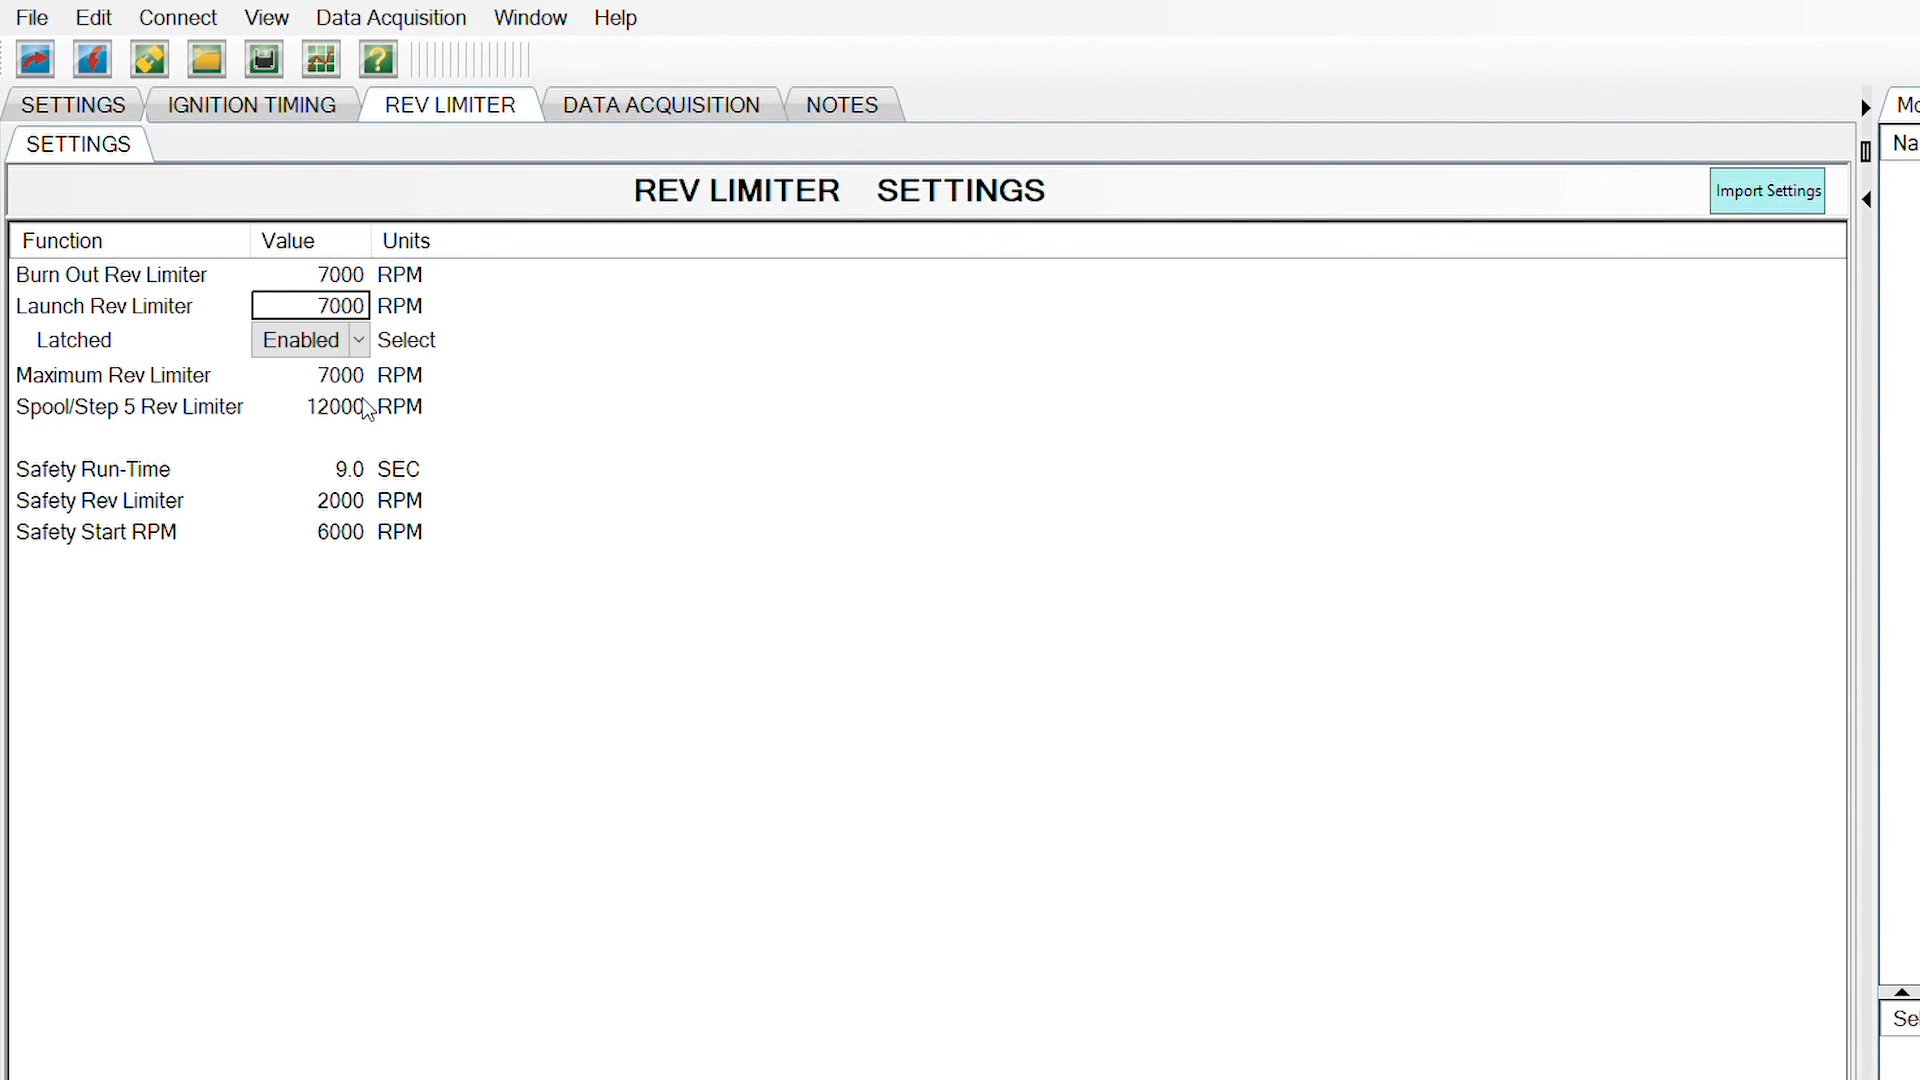 File Edit Connect View Data Acquisition Window Help
SETTINGS IGNITION TIMING REV LIMITER DATA ACQUISITION NOTES
SETTINGS
REV LIMITER SETTINGS
Import Settings
Function Value Units
Burn Out Rev Limiter 7000 RPM
Launch Rev Limiter 7000 RPM
Latched Enabled Select
Maximum Rev Limiter 7000 RPM
Spool/Step 5 Rev Limiter 12000 RPM
Safety Run-Time 9.0 SEC
Safety Rev Limiter 2000 RPM
Safety Start RPM 6000 RPM